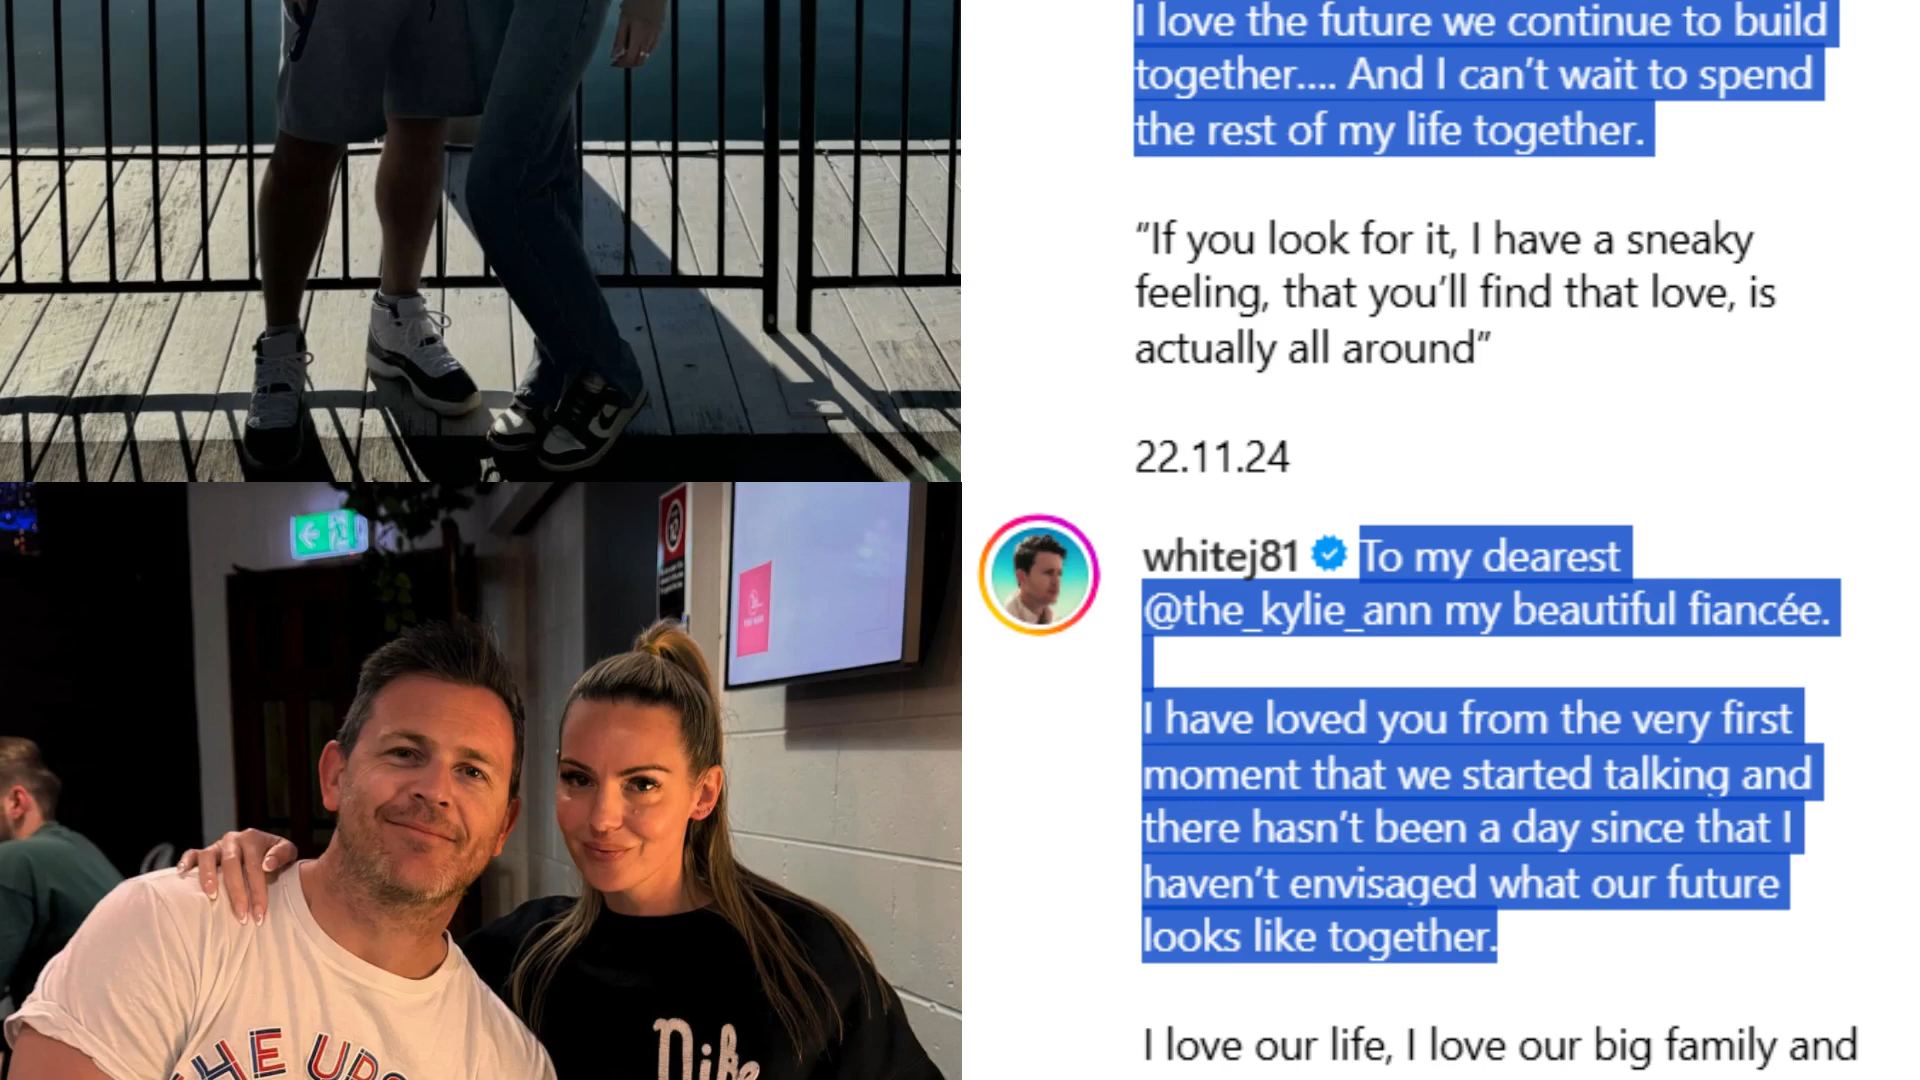 I love the future we continue to build
together.... And I can't wait to spend
the rest of my life together.
"If you look for it, I have a sneaky
feeling, that you'll find that love, is
actually all around"
22.11.24
whitej81 To my dearest
@the_kylie_ann my beautiful fiancée.
I have loved you from the very first
moment that we started talking and
there hasn't been a day since that I
haven't envisaged what our future
looks like together.
I love our life, I love our big family and
HE UPS
Nike